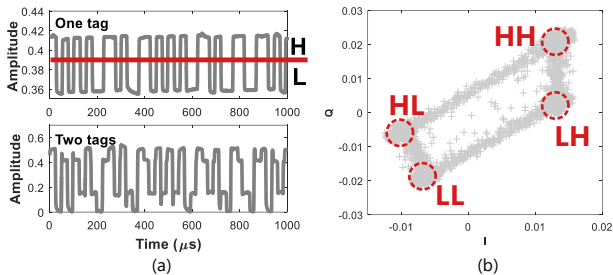 One tag
Amplitude
0.44
0.42
0.4
0.38
0.36
H
L
0 200 400 600 800 1000
Two tags
Amplitude
0.6
0.4
0.2
0
0 200 400 600 800 1000
Time (μs)
(a)
0.03
0.02
0.01
0
-0.01
-0.02
-0.03
Q
HH
HL
LH
LL
-0.01 0 0.01 0.02
I
(b)